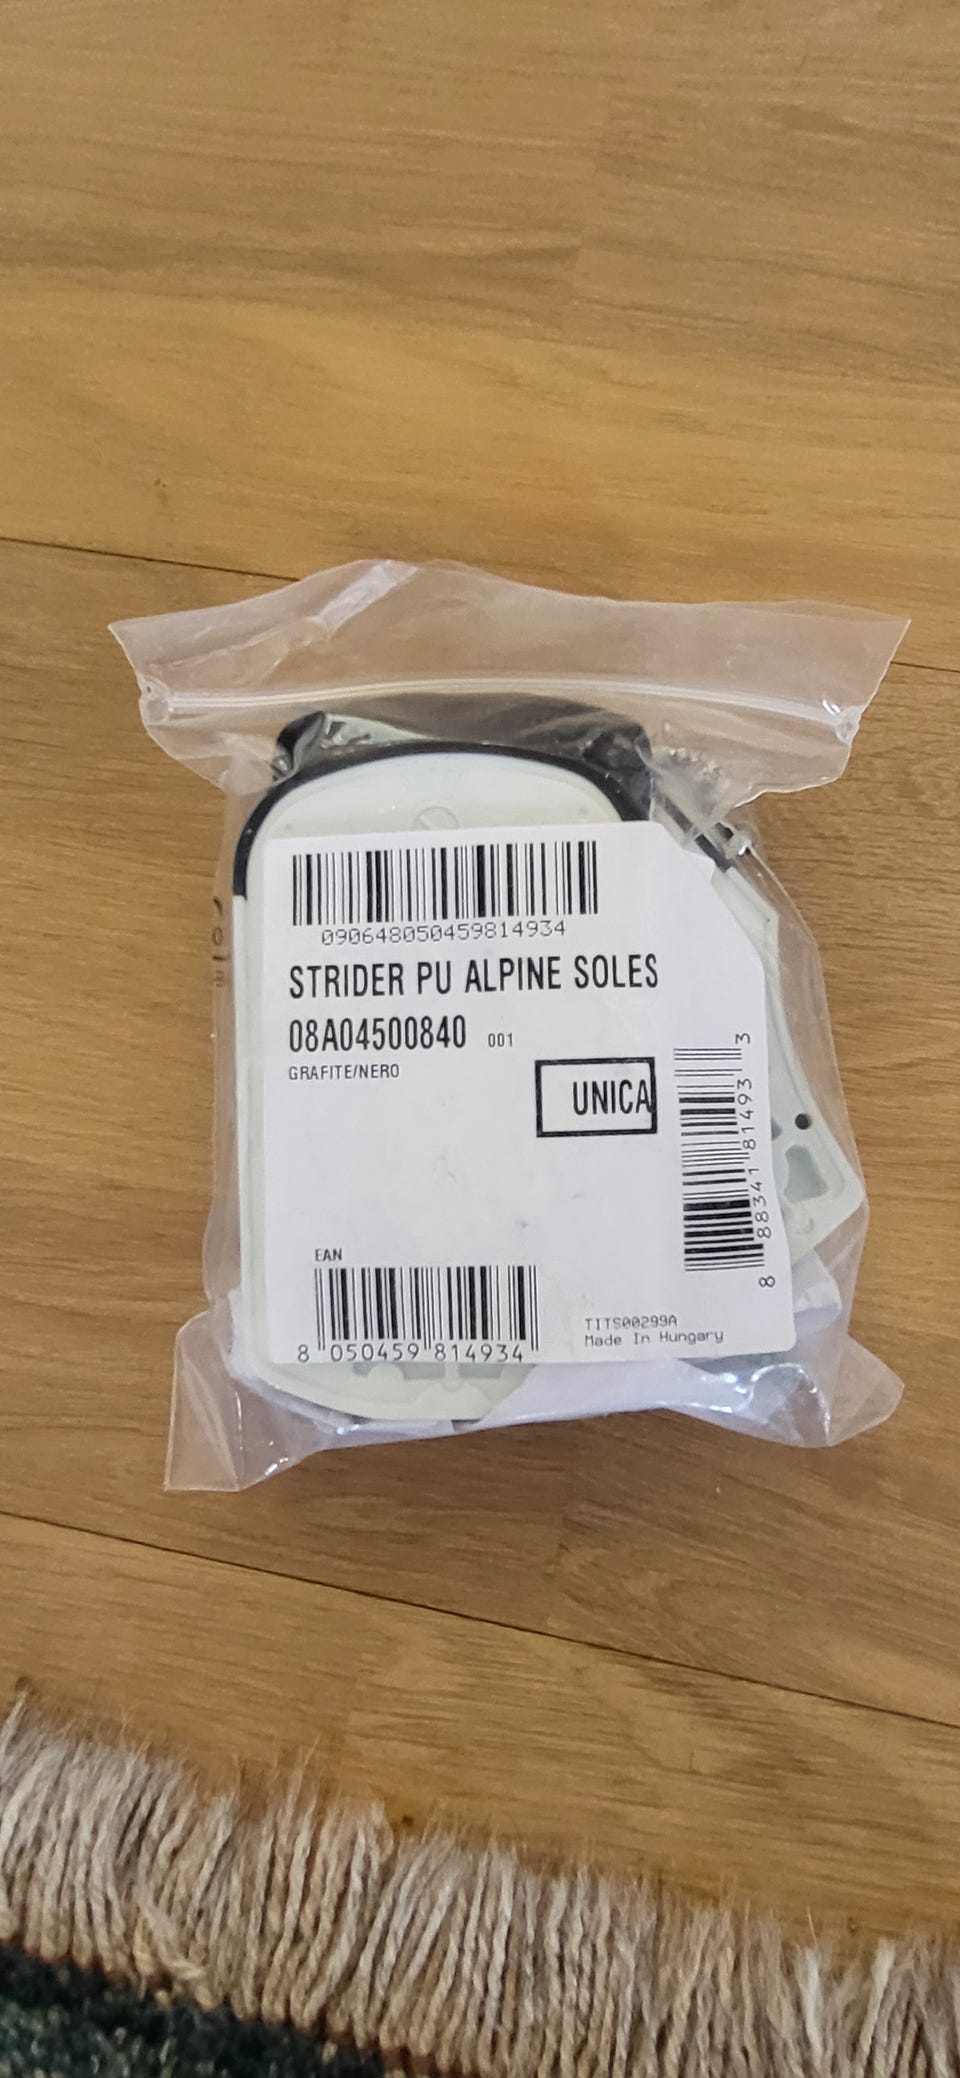 090648050459814934
STRIDER PU ALPINE SOLES
08A04500840 001
GRAFITE/NERO
UNICA
8 88341 81493 3
EAN
8 050459 814934
TITS00299A
Made In Hungary